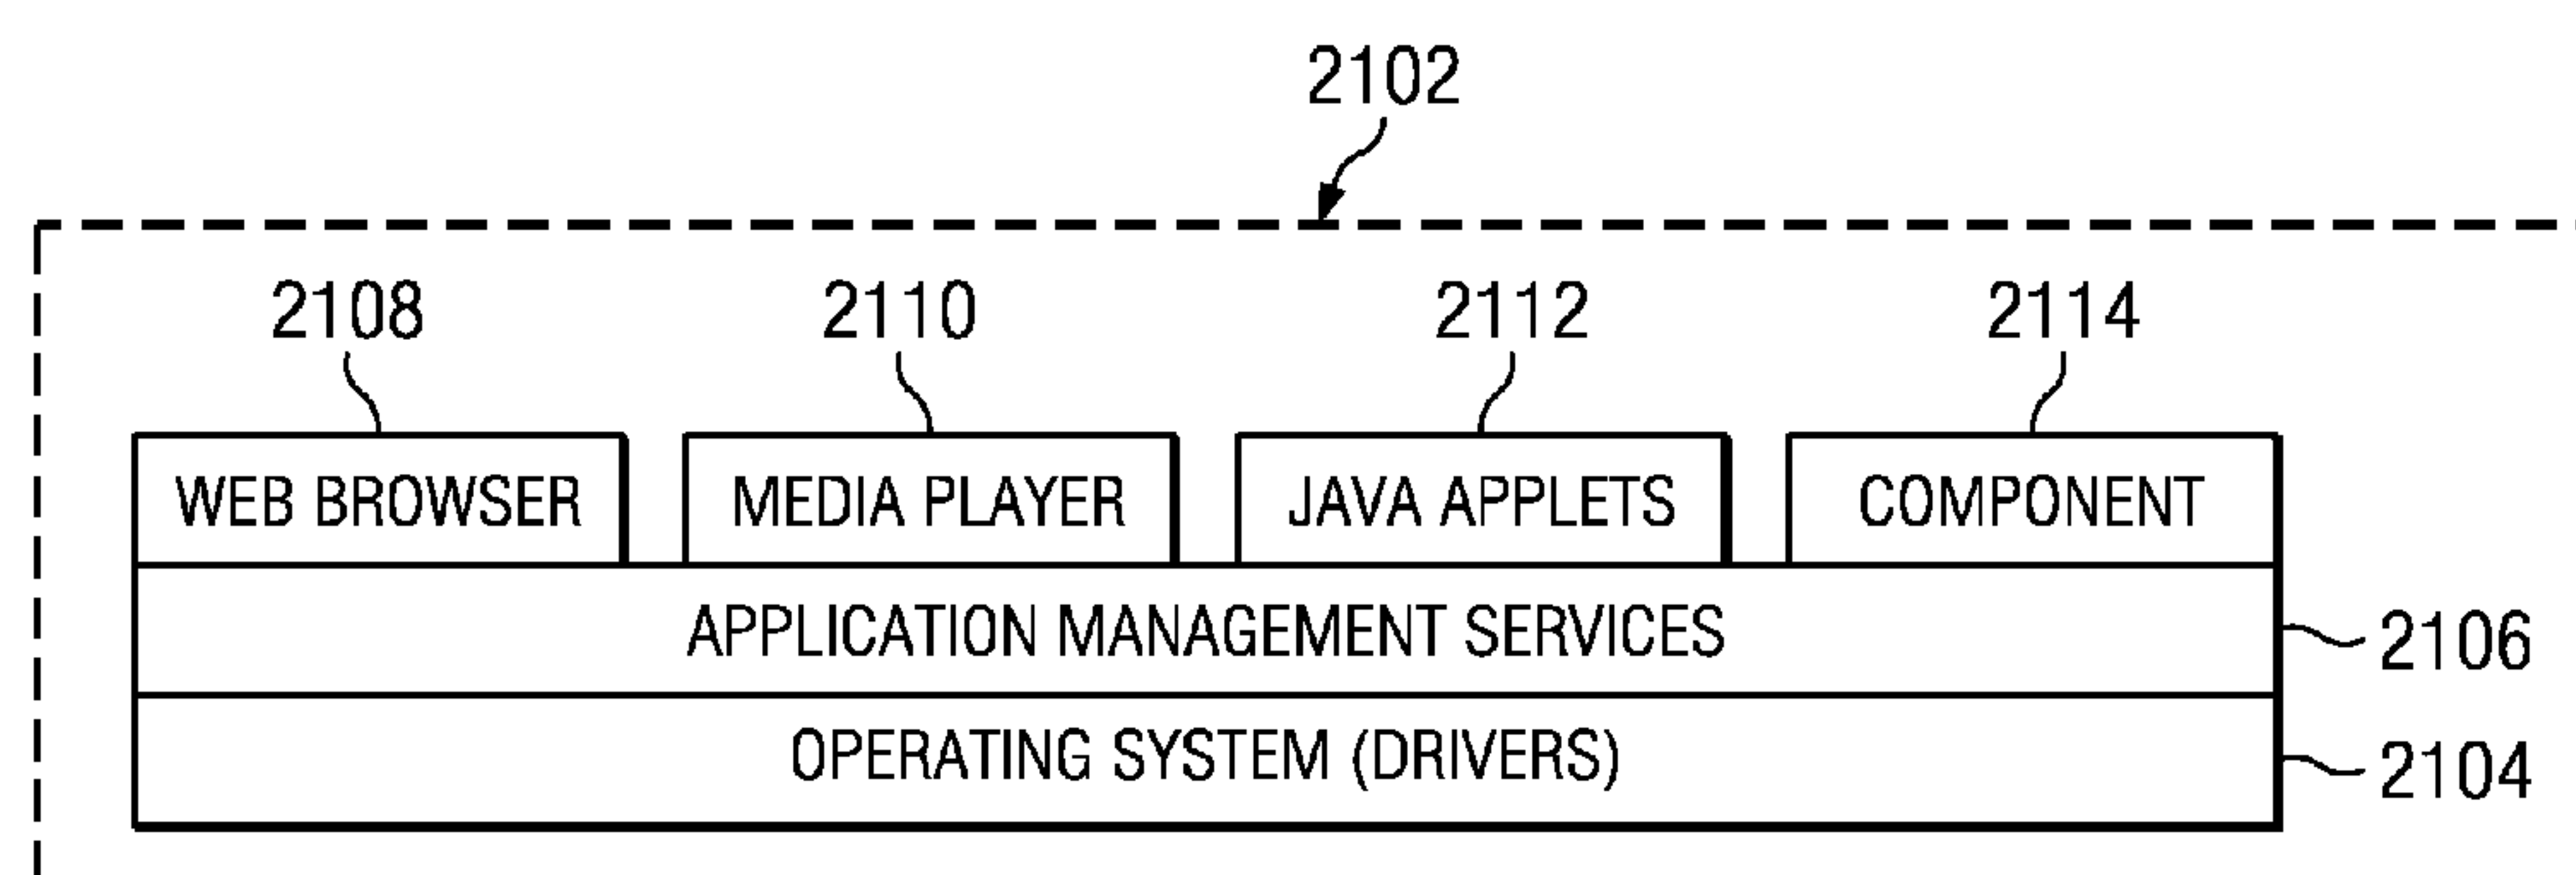 2102
2108 2110 2112 2114
WEB BROWSER MEDIA PLAYER JAVA APPLETS COMPONENT
APPLICATION MANAGEMENT SERVICES
2106
OPERATING SYSTEM (DRIVERS)
2104